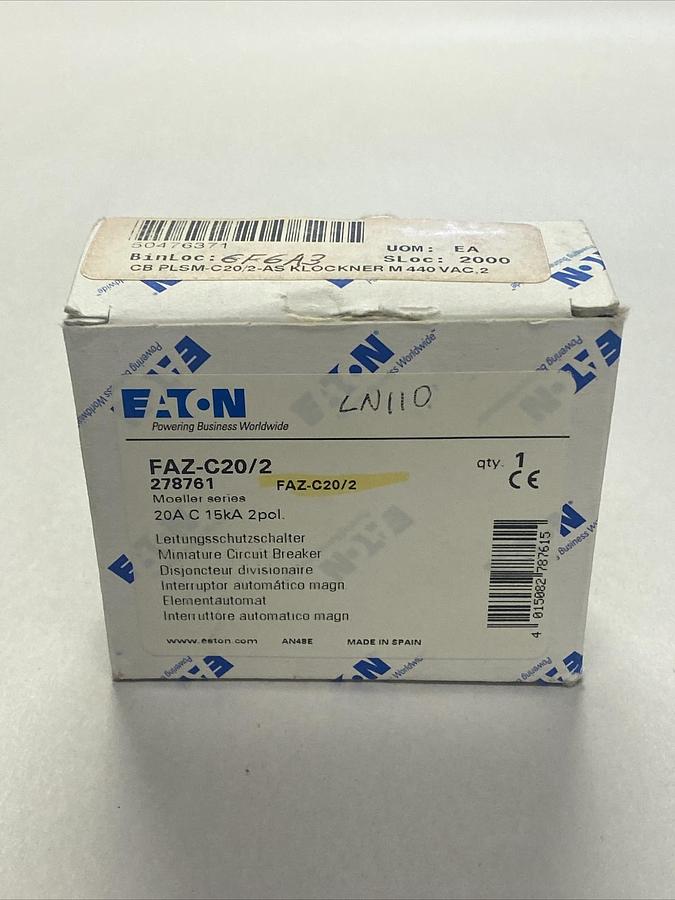 50476371
UOM: EA
BinLoc: 6F6A3
SLoc: 2000
CB PLSM-C20/2-AS KLOCKNER M 440 VAC,2
EATON
Powering Business Worldwide
LN110
FAZ-C20/2
qty. 1
278761
FAZ-C20/2
CE
Moeller series
20A C 15kA 2pol.
Leitungsschutzschalter
Miniature Circuit Breaker
Disjoncteur divisionaire
Interruptor automático magn.
Elementautomat
Interruttore automatico magn.
4 015082 787615
www.eaton.com AN48E MADE IN SPAIN